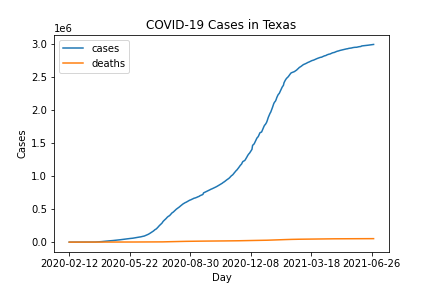 COVID-19 Cases in Texas
1e6
cases
deaths
3.0
2.5
2.0
1.5
1.0
0.5
0.0
Cases
2020-02-12 2020-05-22 2020-08-30 2020-12-08 2021-03-18 2021-06-26
Day